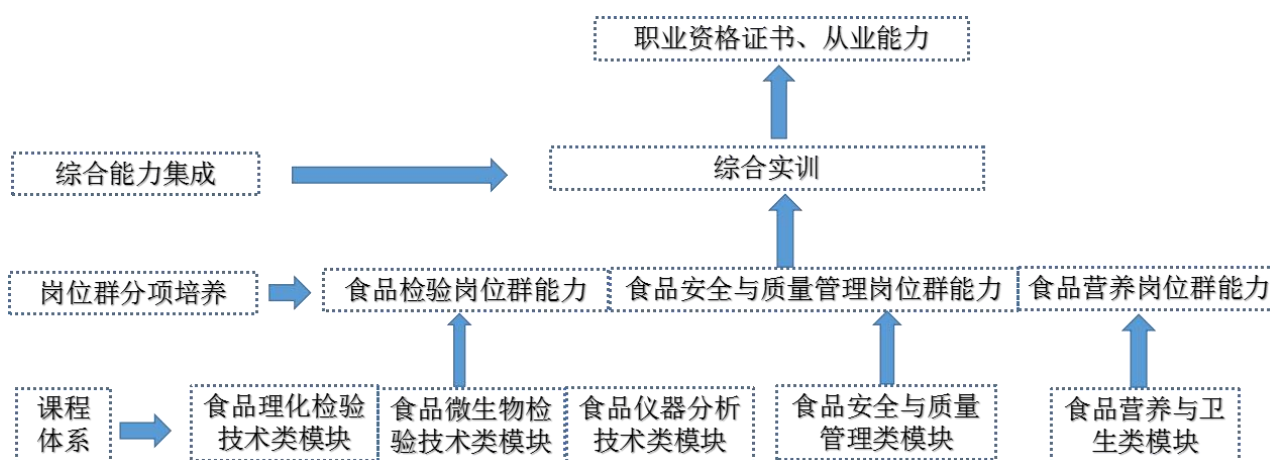 职业资格证书、从业能力
综合能力集成
综合实训
岗位群分项培养
食品检验岗位群能力
食品安全与质量管理岗位群能力
食品营养岗位群能力
课程
体系
食品理化检验
技术类模块
食品微生物检
验技术类模块
食品仪器分析
技术类模块
食品安全与质量
管理类模块
食品营养与卫
生类模块